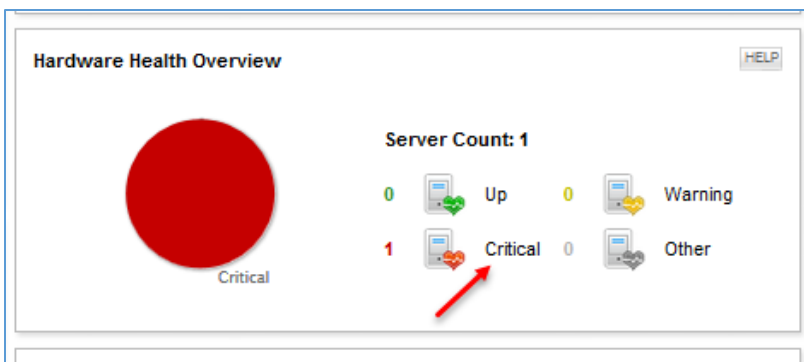 Hardware Health Overview
HELP
Server Count: 1
0 Up 0 Warning
1 Critical 0 Other
Critical